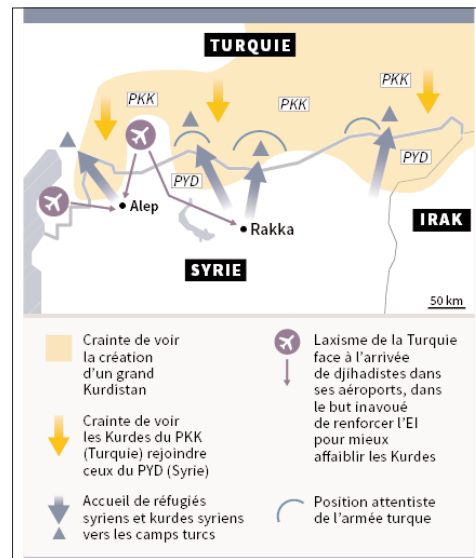 TURQUIE
PKK
PKK
PKK
PYD
PYD
Alep
Rakka
IRAK
SYRIE
50 km
Crainte de voir
la création
d'un grand
Kurdistan
Crainte de voir
les Kurdes du PKK
(Turquie) rejoindre
ceux du PYD (Syrie)
Accueil de réfugiés
syriens et kurdes syriens
vers les camps turcs
Laxisme de la Turquie
face à l'arrivée
de djihadistes dans
ses aéroports, dans
le but inavoué
de renforcer l'EI
pour mieux
affaiblir les Kurdes
Position attentiste
de l'armée turque